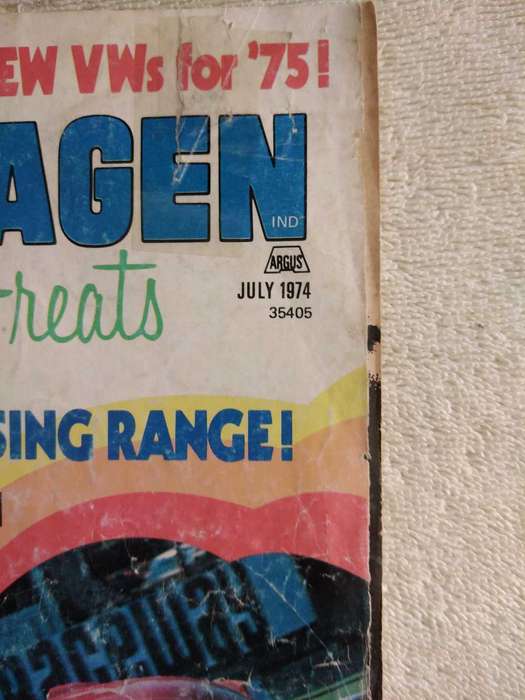 EW VWs for '75!
AGEN
IND
ARGUS
JULY 1974
35405
reats
SING RANGE!